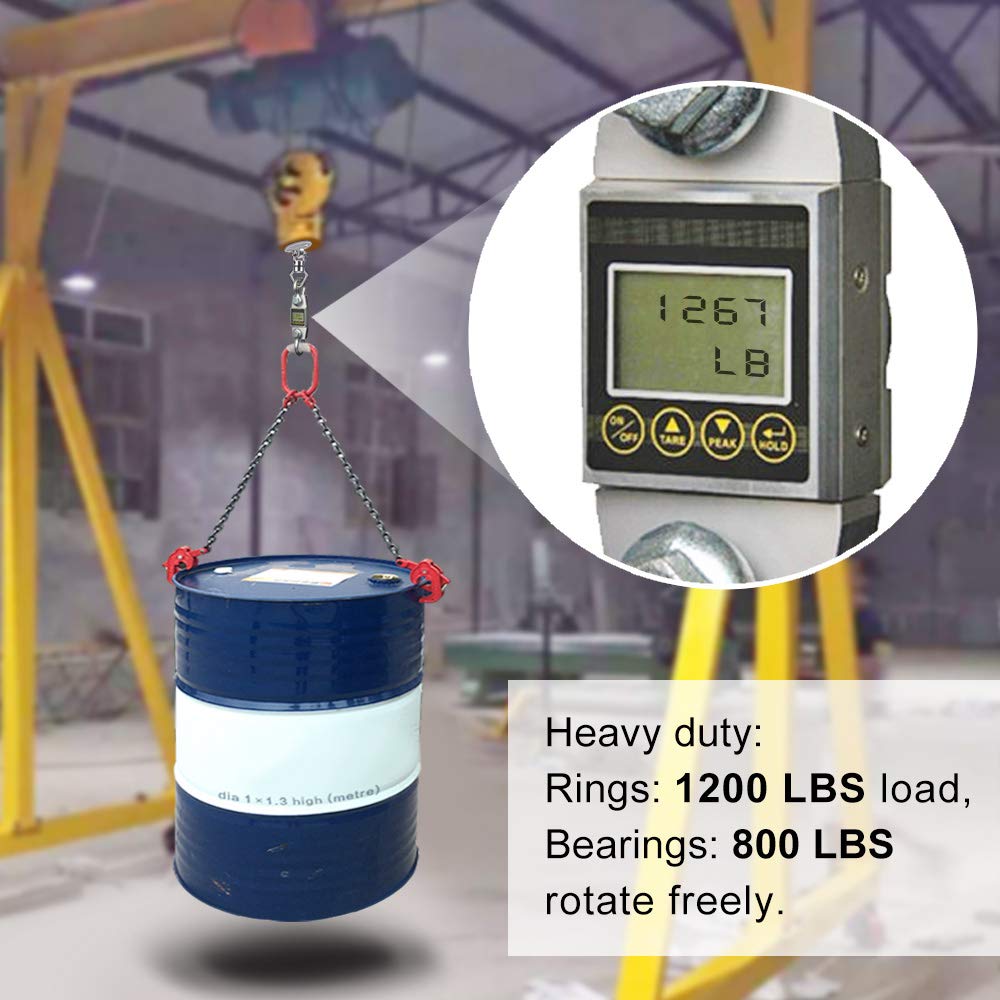 1267
LB
ON/OFF
TARE
PEAK
HOLD
dia 1×1.3 high (metre)
Heavy duty:
Rings: 1200 LBS load,
Bearings: 800 LBS
rotate freely.